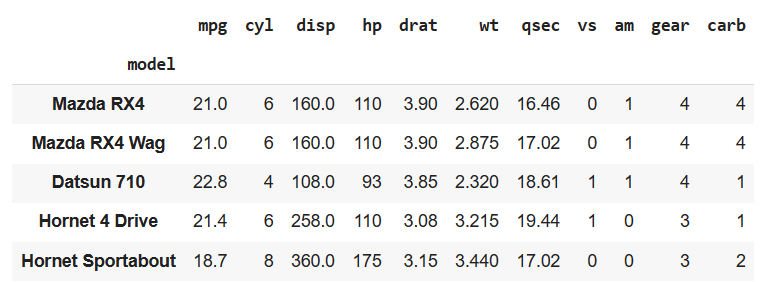 mpg cyl disp hp drat wt qsec vs am gear carb
model
Mazda RX4 21.0 6 160.0 110 3.90 2.620 16.46 0 1 4 4
Mazda RX4 Wag 21.0 6 160.0 110 3.90 2.875 17.02 0 1 4 4
Datsun 710 22.8 4 108.0 93 3.85 2.320 18.61 1 1 4 1
Hornet 4 Drive 21.4 6 258.0 110 3.08 3.215 19.44 1 0 3 1
Hornet Sportabout 18.7 8 360.0 175 3.15 3.440 17.02 0 0 3 2